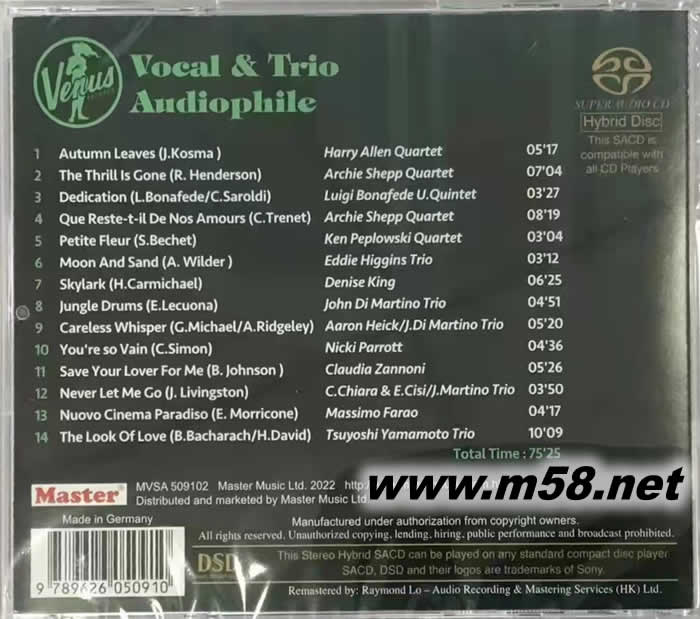 Venus
Vocal & Trio
Audiophile
SUPER AUDIO CD
Hybrid Disc
This SACD is
compatible with
all CD Players
1 Autumn Leaves (J.Kosma ) Harry Allen Quartet 05'17
2 The Thrill Is Gone (R. Henderson) Archie Shepp Quartet 07'04
3 Dedication (L.Bonafede/C.Saroldi) Luigi Bonafede U.Quintet 03'27
4 Que Reste-t-il De Nos Amours (C.Trenet) Archie Shepp Quartet 08'19
5 Petite Fleur (S.Bechet) Ken Peplowski Quartet 03'04
6 Moon And Sand (A. Wilder ) Eddie Higgins Trio 03'12
7 Skylark (H.Carmichael) Denise King 06'25
8 Jungle Drums (E.Lecuona) John Di Martino Trio 04'51
9 Careless Whisper (G.Michael/A.Ridgeley) Aaron Heick/J.Di Martino Trio 05'20
10 You're so Vain (C.Simon) Nicki Parrott 04'36
11 Save Your Lover For Me (B. Johnson ) Claudia Zannoni 05'26
12 Never Let Me Go (J. Livingston) C.Chiara & E.Cisi/J.Martino Trio 03'50
13 Nuovo Cinema Paradiso (E. Morricone) Massimo Farao 04'17
14 The Look Of Love (B.Bacharach/H.David) Tsuyoshi Yamamoto Trio 10'09
Total Time : 75'25
www.m58.net
Master
MVSA 509102 Master Music Ltd. 2022
Distributed and marketed by Master Music Ltd.
Made in Germany
Manufactured under authorization from copyright owners.
All rights reserved. Unauthorized copying, lending, hiring, public performance and broadcast prohibited.
DSD
This Stereo Hybrid SACD can be played on any standard compact disc player
SACD, DSD and their logos are trademarks of Sony.
9 789626 050910
Remastered by: Raymond Lo – Audio Recording & Mastering Services (HK) Ltd.